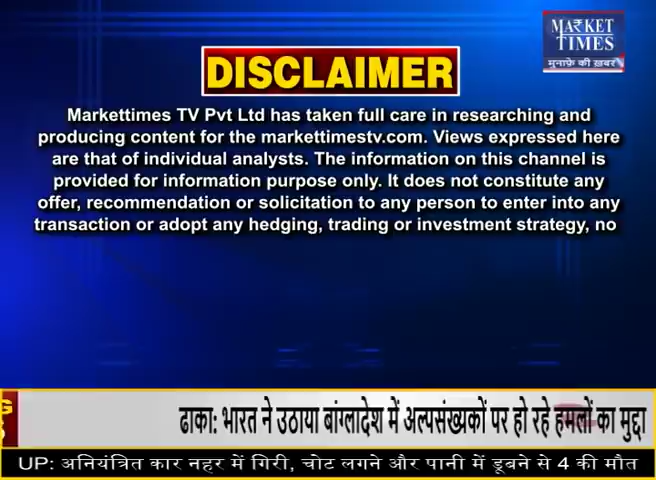 MARKET
TIMES
मुनाफ़े की ख़बर
DISCLAIMER
Markettimes TV Pvt Ltd has taken full care in researching and
producing content for the markettimestv.com. Views expressed here
are that of individual analysts. The information on this channel is
provided for information purpose only. It does not constitute any
offer, recommendation or solicitation to any person to enter into any
transaction or adopt any hedging, trading or investment strategy, no
ढाका: भारत ने उठाया बांग्लादेश में अल्पसंख्यकों पर हो रहे हमलों का मुद्दा
UP: अनियंत्रित कार नहर में गिरी, चोट लगने और पानी में डूबने से 4 की मौत